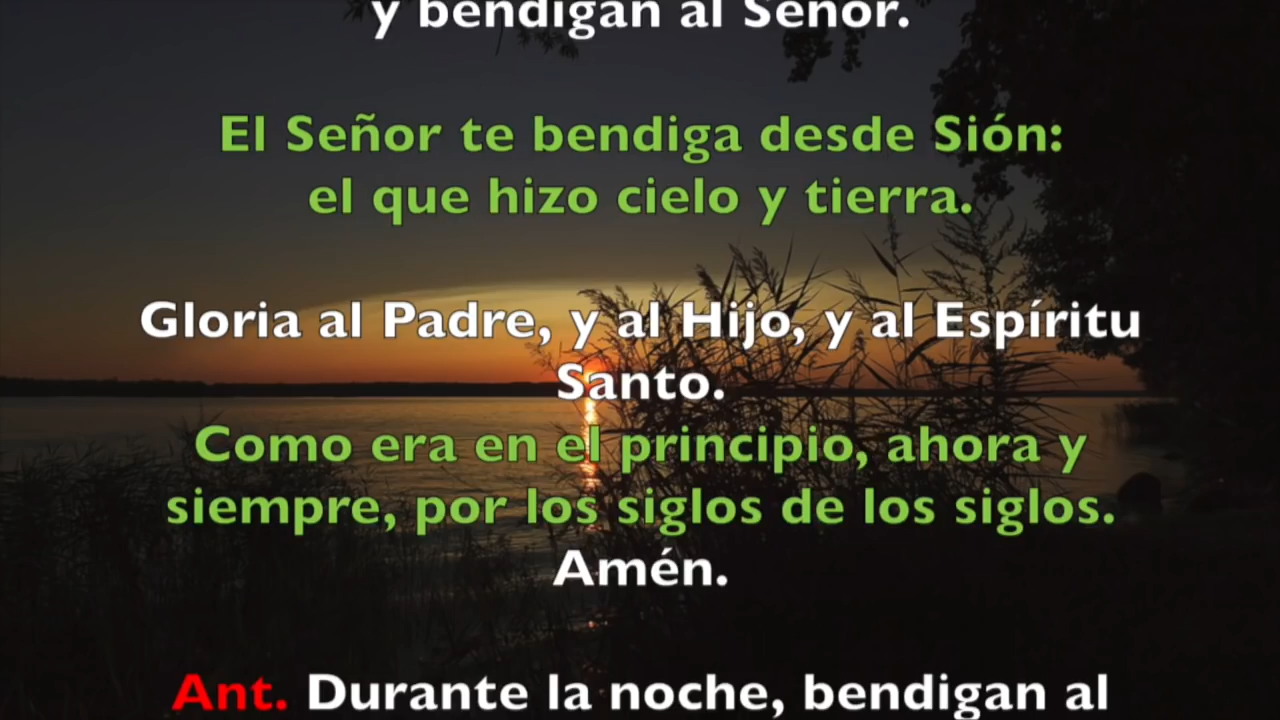 y bendigan al Señor.
El Señor te bendiga desde Sión:
el que hizo cielo y tierra.
Gloria al Padre, y al Hijo, y al Espíritu
Santo.
Como era en el principio, ahora y
siempre, por los siglos de los siglos.
Amén.
Ant. Durante la noche, bendigan al